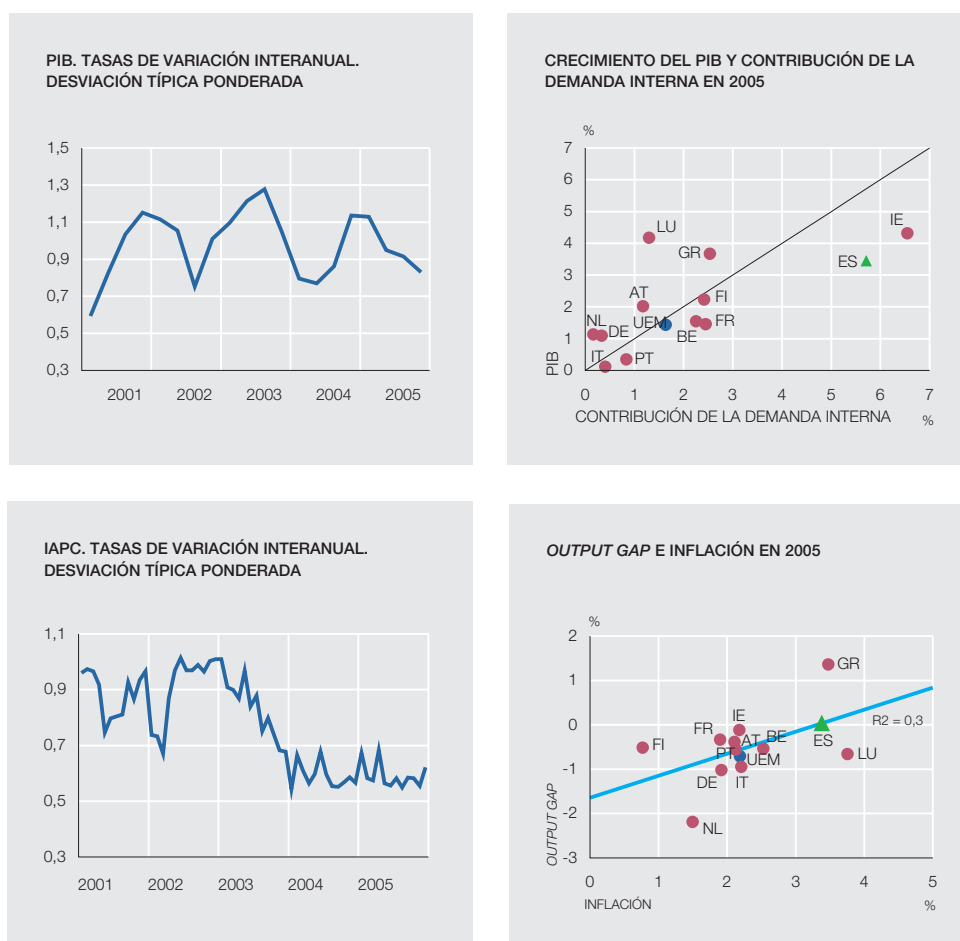 PIB. TASAS DE VARIACIÓN INTERANUAL.
DESVIACIÓN TÍPICA PONDERADA
1,5
1,3
1,1
0,9
0,7
0,5
0,3
2001 2002 2003 2004 2005
CRECIMIENTO DEL PIB Y CONTRIBUCIÓN DE LA
DEMANDA INTERNA EN 2005
%
7
6
5
4
3
2
1
0
PIB
LU
IE
GR
ES
AT
FI
NL
DE
UEM
BE
FR
IT
PT
0 1 2 3 4 5 6 7
CONTRIBUCIÓN DE LA DEMANDA INTERNA %
IAPC. TASAS DE VARIACIÓN INTERANUAL.
DESVIACIÓN TÍPICA PONDERADA
1,1
0,9
0,7
0,5
0,3
2001 2002 2003 2004 2005
OUTPUT GAP E INFLACIÓN EN 2005
%
2
1
0
-1
-2
-3
OUTPUT GAP
GR
R2 = 0,3
IE
FR
AT
BE
ES
FI
PT
UEM
LU
DE
IT
NL
0 1 2 3 4 5
INFLACIÓN %